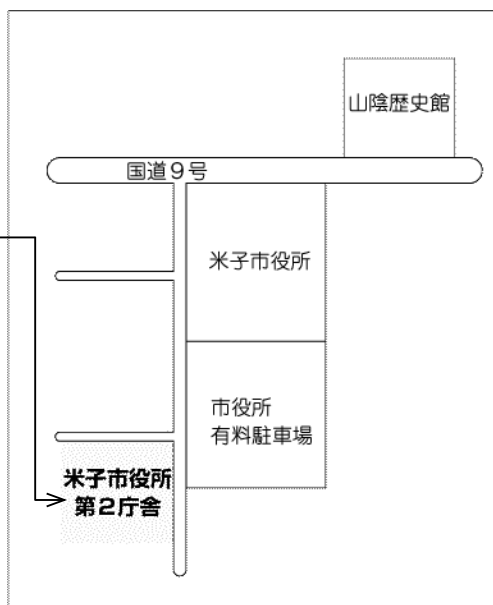 山陰歴史館
国道９号
米子市役所
市役所
有料駐車場
米子市役所
第２庁舎